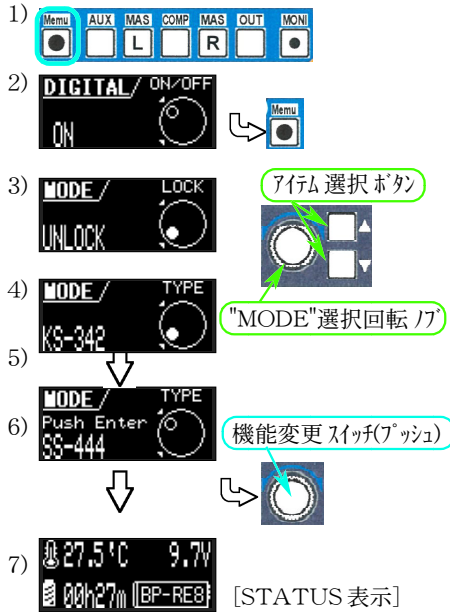 1)
Memu AUX MAS COMP MAS OUT MONI
L R
2)
DIGITAL/ ON/OFF
ON
Memu
3)
MODE/ LOCK
UNLOCK
アイテム 選択 ボタン
"MODE"選択回転 ノブ
4)
MODE/ TYPE
KS-342
5)
6)
MODE/ TYPE
Push Enter
SS-444
機能変更 スイッチ(プッシュ)
7)
27.5℃ 9.7V
00h27m BP-RE8
[STATUS 表示]